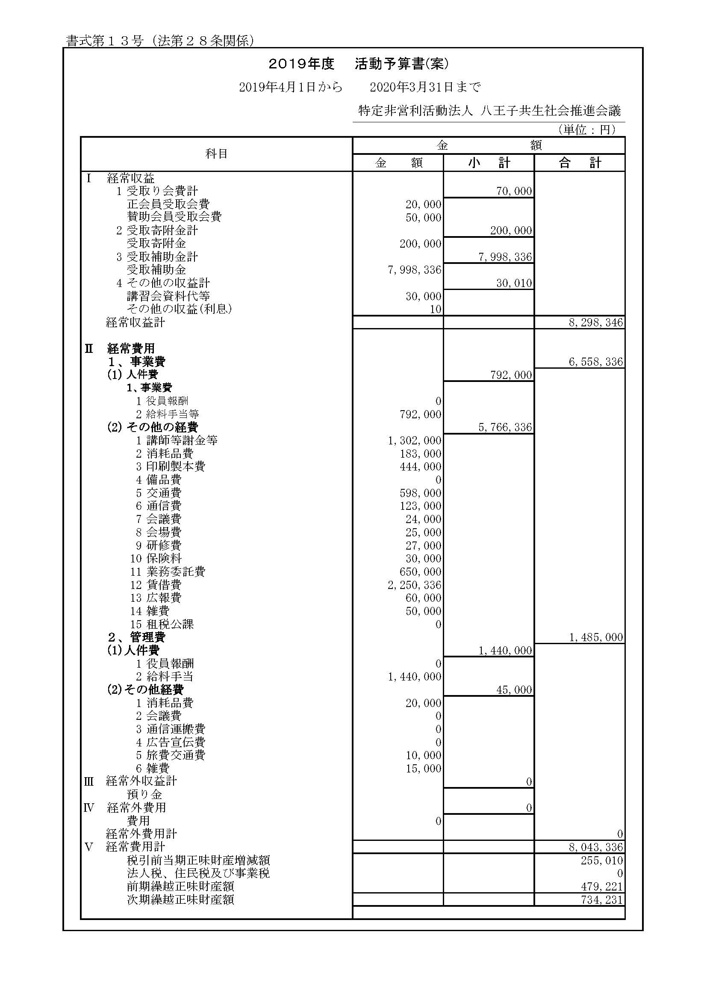 書式第13号（法第28条関係）
2019年度　活動予算書(案)
2019年4月1日から　2020年3月31日まで
特定非営利活動法人 八王子共生社会推進会議
（単位：円）
科目　金　額
金　額　小　計　合　計
Ⅰ 経常収益
1 受取り会費計 70,000
正会員受取会費 20,000
賛助会員受取会費 50,000
2 受取寄附金計 200,000
受取寄附金 200,000
3 受取補助金計 7,998,336
受取補助金 7,998,336
4 その他の収益計 30,010
講習会資料代等 30,000
その他の収益(利息) 10
経常収益計 8,298,346
Ⅱ 経常費用
1、事業費 6,558,336
(1) 人件費 792,000
1、事業費
1 役員報酬 0
2 給料手当等 792,000
(2) その他の経費 5,766,336
1 講師等謝金等 1,302,000
2 消耗品費 183,000
3 印刷製本費 444,000
4 備品費 0
5 交通費 598,000
6 通信費 123,000
7 会議費 24,000
8 会場費 25,000
9 研修費 27,000
10 保険料 30,000
11 業務委託費 650,000
12 賃借費 2,250,336
13 広報費 60,000
14 雑費 50,000
15 租税公課 0
2、管理費 1,485,000
(1)人件費 1,440,000
1 役員報酬 0
2 給料手当 1,440,000
(2)その他経費 45,000
1 消耗品費 20,000
2 会議費 0
3 通信運搬費 0
4 広告宣伝費 0
5 旅費交通費 10,000
6 雑費 15,000
Ⅲ 経常外収益計 0
預り金
Ⅳ 経常外費用 0
費用 0
経常外費用計 0
Ⅴ 経常費用計 8,043,336
税引前当期正味財産増減額 255,010
法人税、住民税及び事業税 0
前期繰越正味財産額 479,221
次期繰越正味財産額 734,231